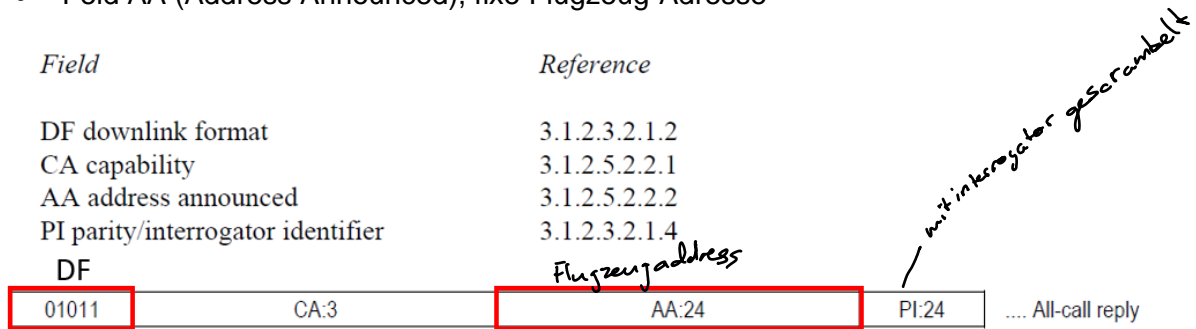 Feld AA (Address Announced), fixe Flugzeug-Adresse
Field Reference
DF downlink format 3.1.2.3.2.1.2
CA capability 3.1.2.5.2.2.1
AA address announced 3.1.2.5.2.2.2
PI parity/interrogator identifier 3.1.2.3.2.1.4
mit interrogator gescrambelt
DF Flugzeugaddress
01011 CA:3 AA:24 PI:24 .... All-call reply